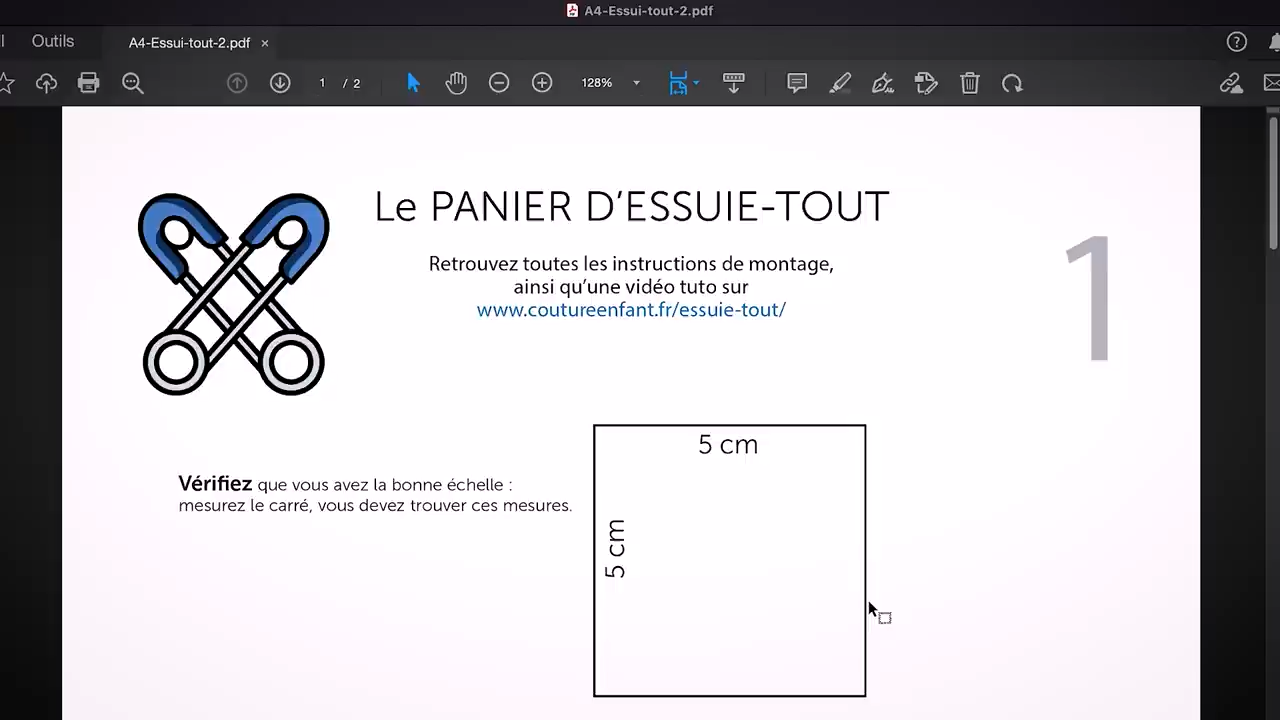 A4-Essui-tout-2.pdf
Outils
A4-Essui-tout-2.pdf ×
1 / 2
128%
Le PANIER D’ESSUIE-TOUT
Retrouvez toutes les instructions de montage,
ainsi qu’une vidéo tuto sur
www.coutureenfant.fr/essuie-tout/
1
5 cm
Vérifiez que vous avez la bonne échelle :
mesurez le carré, vous devez trouver ces mesures.
5 cm